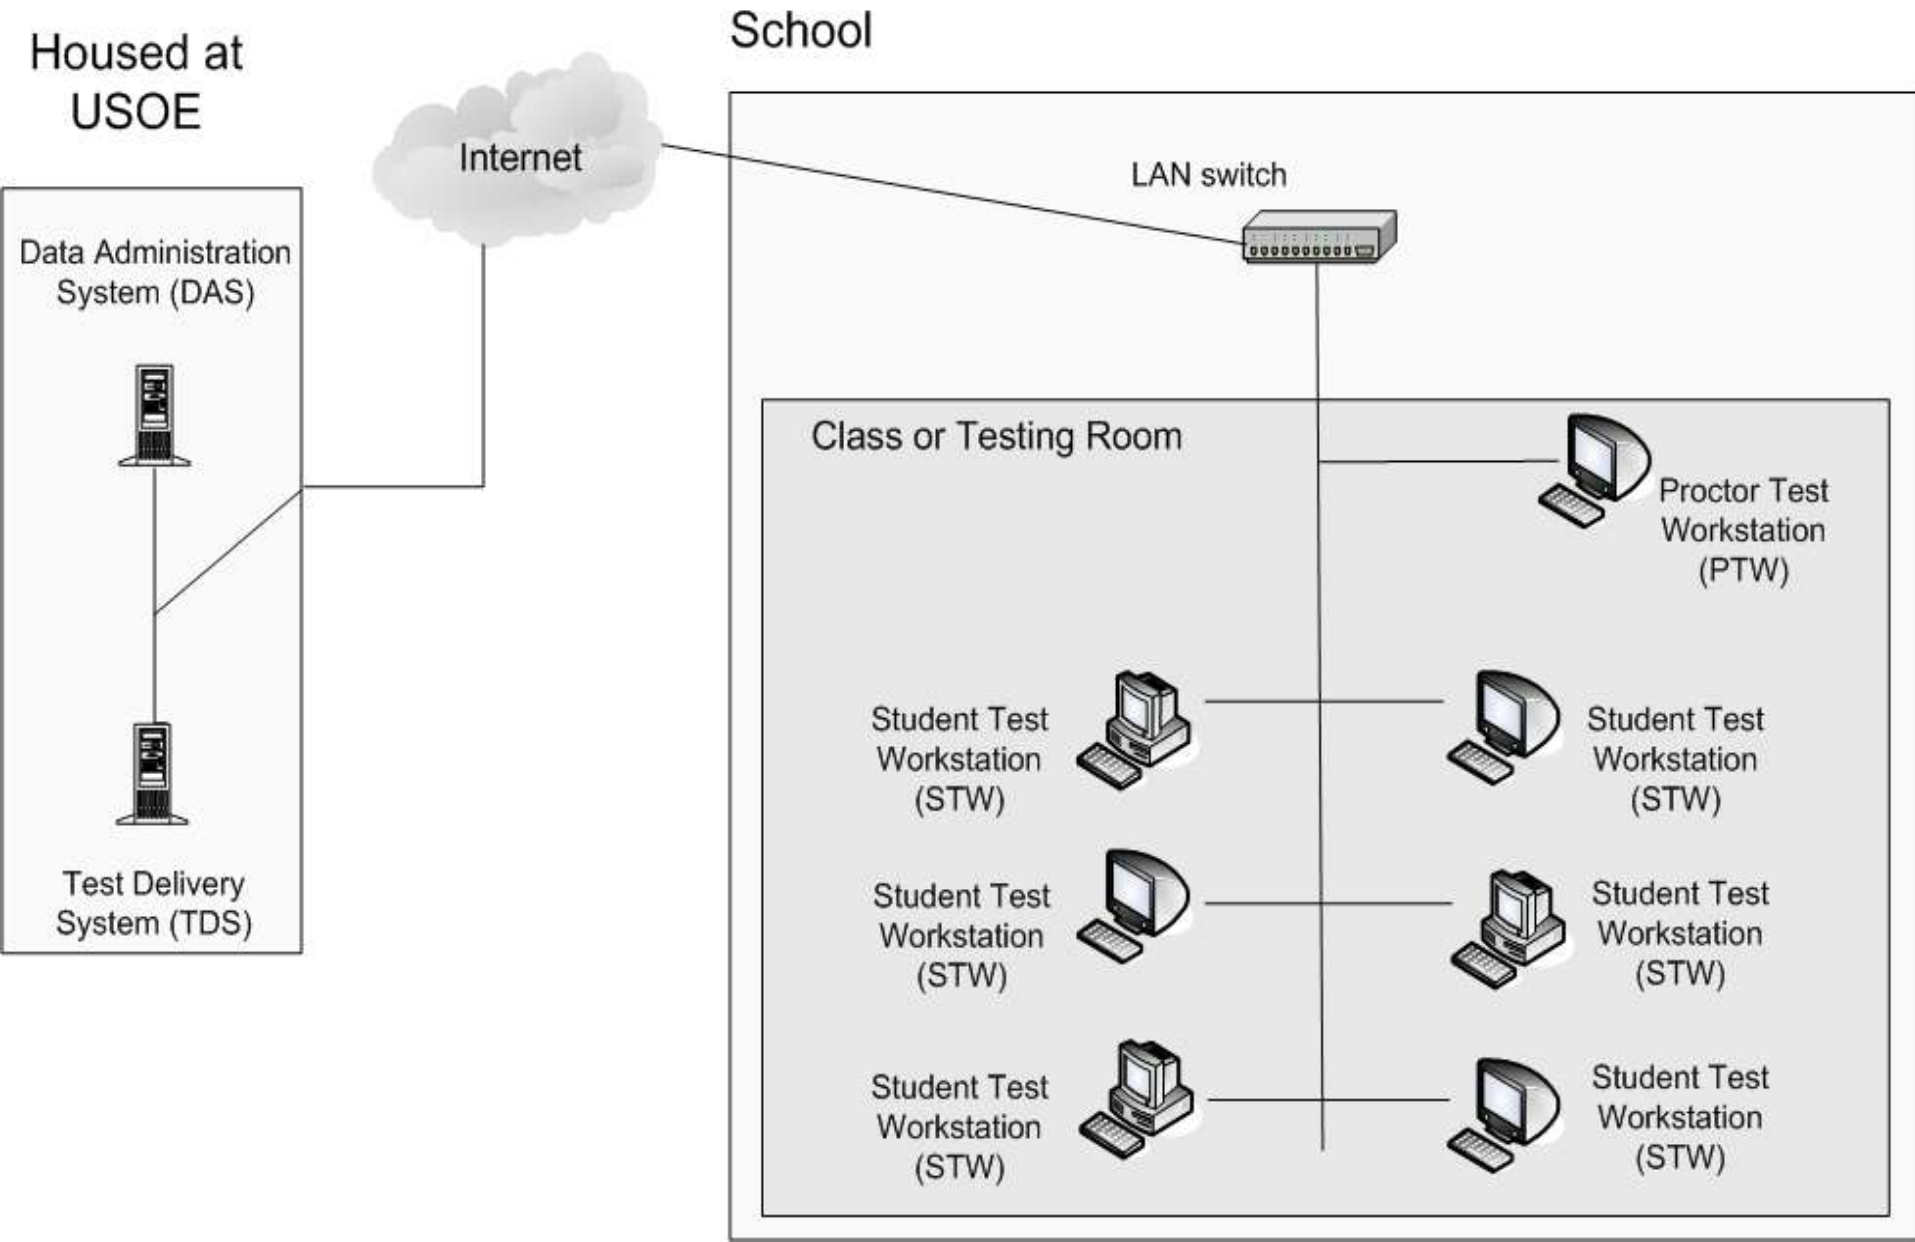 Housed at
USOE
School
Internet
LAN switch
Data Administration
System (DAS)
Test Delivery
System (TDS)
Class or Testing Room
Proctor Test
Workstation
(PTW)
Student Test
Workstation
(STW)
Student Test
Workstation
(STW)
Student Test
Workstation
(STW)
Student Test
Workstation
(STW)
Student Test
Workstation
(STW)
Student Test
Workstation
(STW)